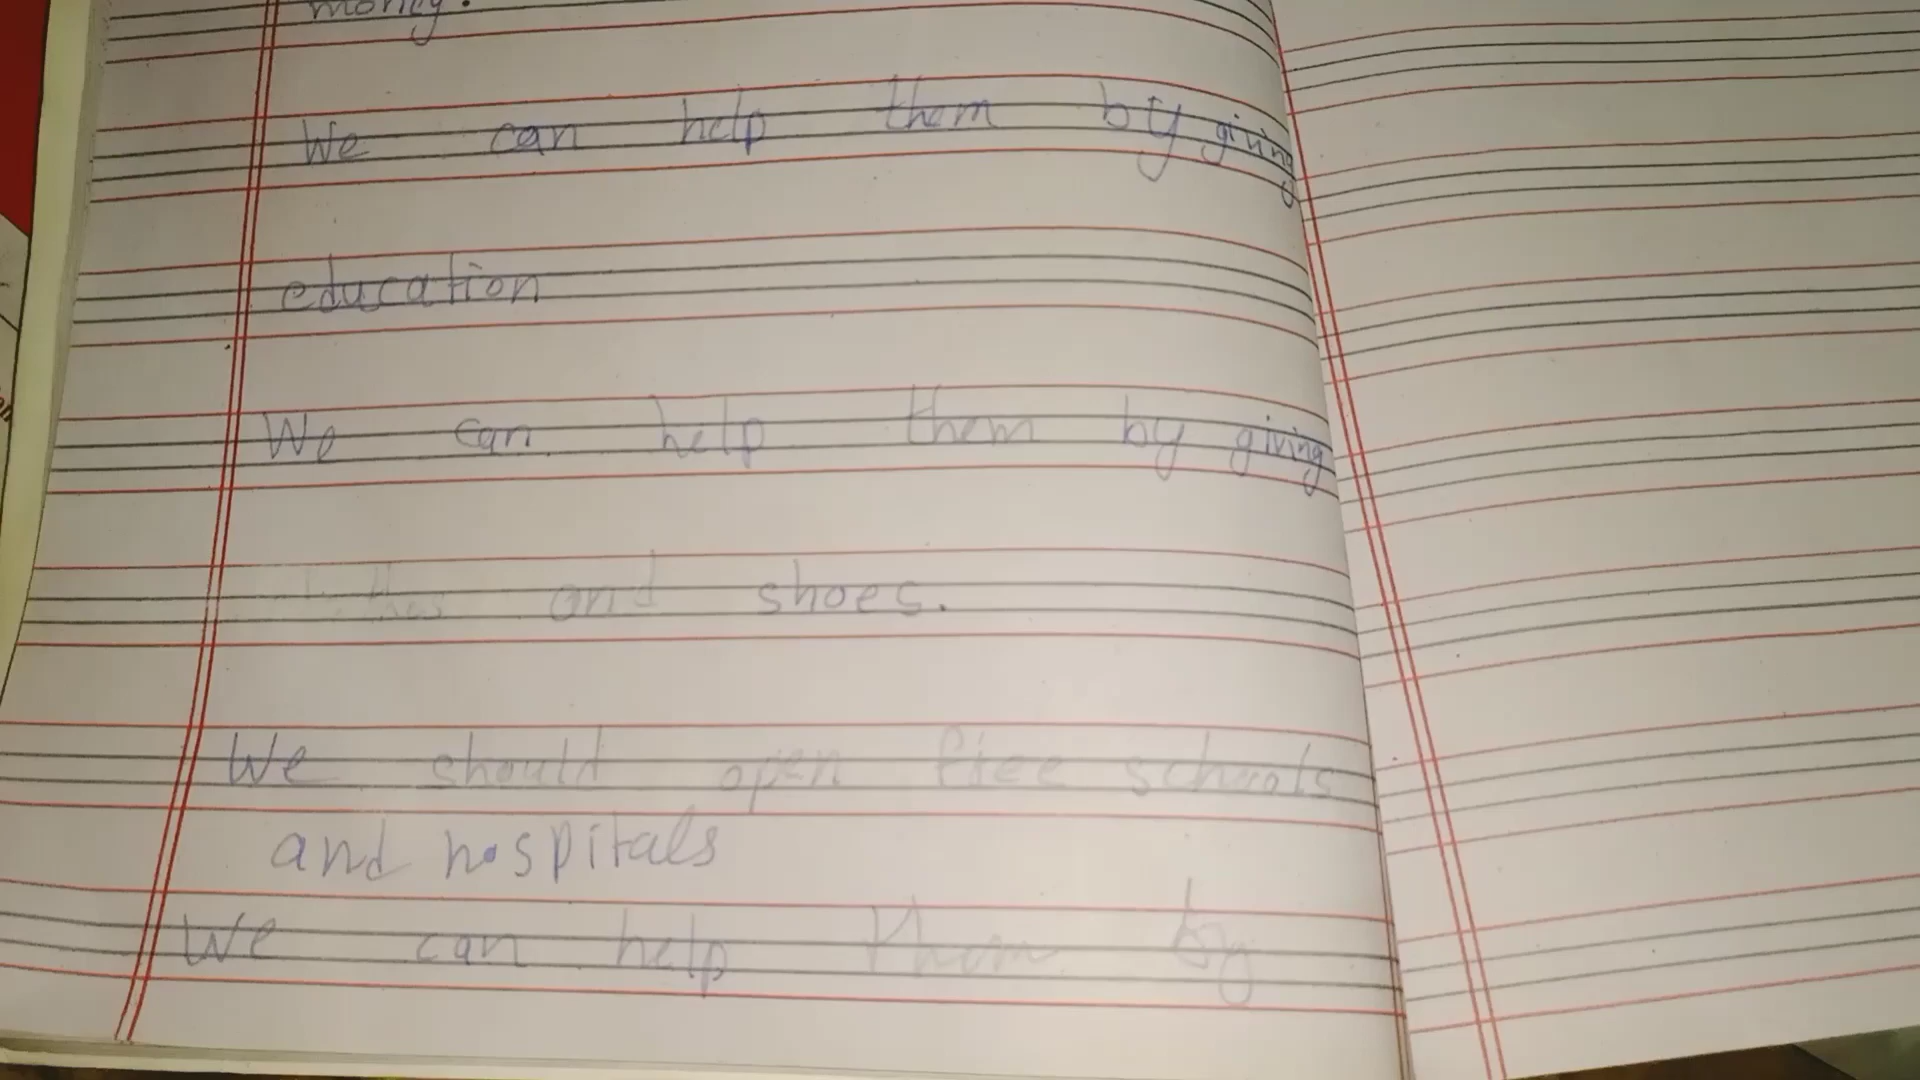 money.
We can help them by giving
education
We can help them by giving
and shoes.
We should open free schools
and hospitals
We can help them by